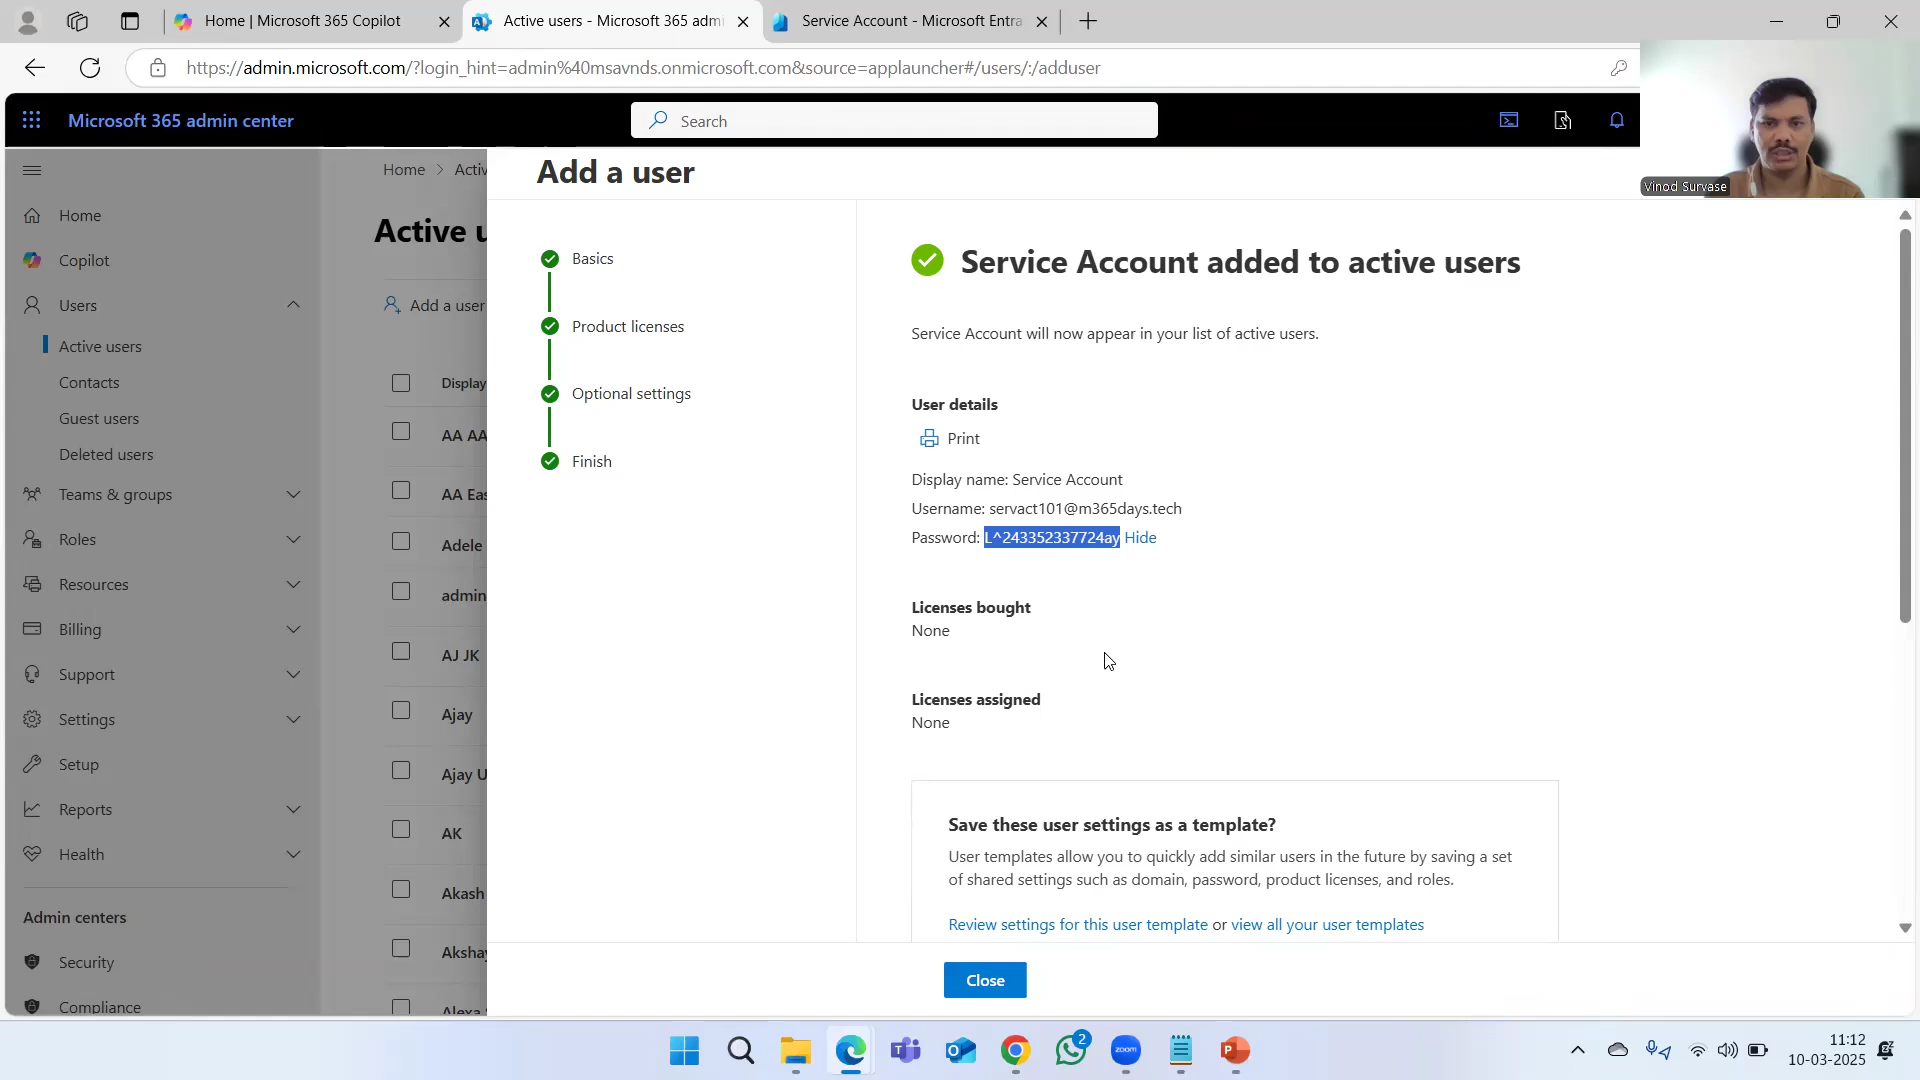 Home | Microsoft 365 Copilot
Active users - Microsoft 365 admi
Service Account - Microsoft Entra
https://admin.microsoft.com/?login_hint=admin%40msavnds.onmicrosoft.com&source=applauncher#/users/:/adduser
Microsoft 365 admin center
Search
Vinod Survase
Home
Copilot
Users
Active users
Contacts
Guest users
Deleted users
Teams & groups
Roles
Resources
Billing
Support
Settings
Setup
Reports
Health
Admin centers
Security
Compliance
Home > Activ
Active u
Add a user
Display
AA AA
AA Eas
Adele
admin
AJ JK
Ajay
Ajay U
AK
Akash
Akshay
Alexa S
Add a user
Basics
Product licenses
Optional settings
Finish
Service Account added to active users
Service Account will now appear in your list of active users.
User details
Print
Display name: Service Account
Username: servact101@m365days.tech
Password: L^243352337724ay Hide
Licenses bought
None
Licenses assigned
None
Save these user settings as a template?
User templates allow you to quickly add similar users in the future by saving a set
of shared settings such as domain, password, product licenses, and roles.
Review settings for this user template or view all your user templates
Close
zoom
2
11:12
10-03-2025